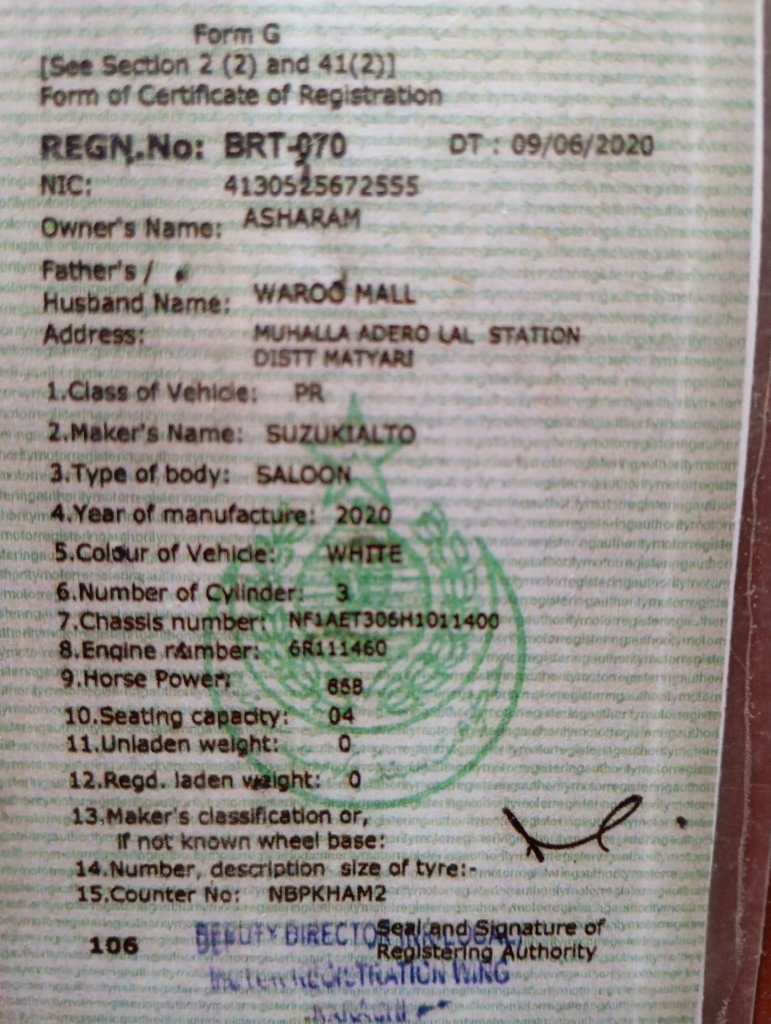 Form G
[See Section 2 (2) and 41(2)]
Form of Certificate of Registration
REGN.No: BRT-070 DT : 09/06/2020
NIC: 4130525672555
Owner's Name: ASHARAM
Father's /
Husband Name: WAROO MALL
Address: MUHALLA ADERO LAL STATION
DISTT MATYARI
1.Class of Vehicle: PR
2.Maker's Name: SUZUKIALTO
3.Type of body: SALOON
4.Year of manufacture: 2020
5.Colour of Vehicle: WHITE
6.Number of Cylinder: 3
7.Chassis number: NF1AET306H1011400
8.Engine number: 6R111460
9.Horse Power:
10.Seating capacity: 04
11.Unladen weight: 0
12.Regd. laden weight: 0
13.Maker's classification or,
if not known wheel base:
14.Number, description size of tyre:-
15.Counter No: NBPKHAM2
106
Seal and Signature of
Registering Authority
DEPUTY DIRECTOR
REGISTRATION WING
KARACHI